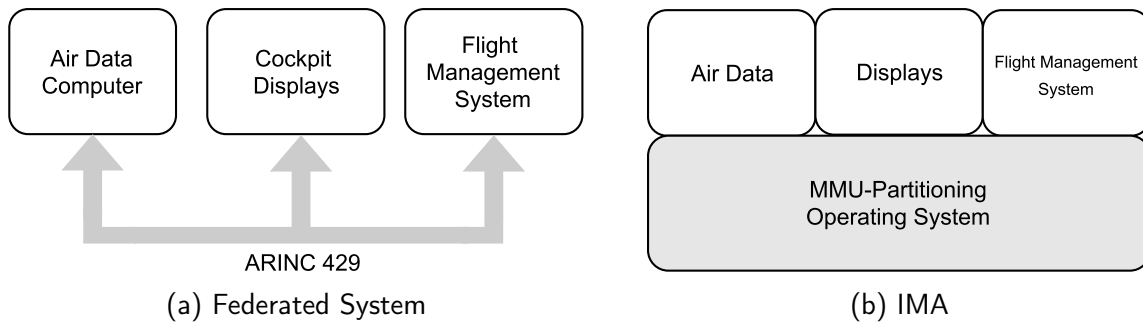 Air Data
Computer
Cockpit
Displays
Flight
Management
System
ARINC 429
(a) Federated System
Air Data
Displays
Flight Management
System
MMU-Partitioning
Operating System
(b) IMA